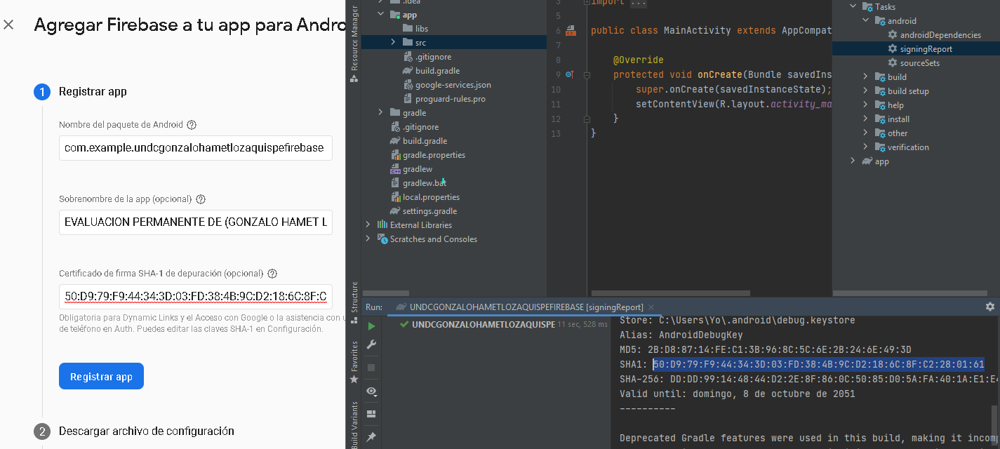 Agregar Firebase a tu app para Andro
1 Registrar app
Nombre del paquete de Android
com.example.undcgonzalohametlozaquispefirebase
Sobrenombre de la app (opcional)
EVALUACION PERMANENTE DE (GONZALO HAMET L
Certificado de firma SHA-1 de depuración (opcional)
50:D9:79:F9:44:34:3D:03:FD:38:4B:9C:D2:18:6C:8F:C
Obligatoria para Dynamic Links y el Acceso con Google o la asistencia con
de teléfono en Auth. Puedes editar las claves SHA-1 en Configuración.
Registrar app
2 Descargar archivo de configuración
Resource Manager
Structure
Favorites
Build Variants
.idea
app
libs
src
.gitignore
build.gradle
google-services.json
proguard-rules.pro
gradle
.gitignore
build.gradle
gradle.properties
gradlew
gradlew.bat
local.properties
settings.gradle
External Libraries
Scratches and Consoles
3 import ...
5
6 public class MainActivity extends AppCompat
7
8 @Override
9 protected void onCreate(Bundle savedIns
10 super.onCreate(savedInstanceState);
11 setContentView(R.layout.activity_ma
12 }
13 }
Tasks
android
androidDependencies
signingReport
sourceSets
build
build setup
help
install
other
verification
app
Run: UNDCGONZALOHAMETLOZAQUISPEFIREBASE [signingReport]
UNDCGONZALOHAMETLOZAQUISPE 11 sec, 528 ms
Store: C:\Users\Yo\.android\debug.keystore
Alias: AndroidDebugKey
MD5: 2B:D8:87:14:FE:C1:3B:96:8C:5C:6E:2B:24:6E:49:3D
SHA1: 50:D9:79:F9:44:34:3D:03:FD:38:4B:9C:D2:18:6C:8F:C2:28:01:61
SHA-256: DD:DD:99:14:48:44:D2:2E:8F:86:0C:50:85:D0:5A:FA:40:1A:E1:E4
Valid until: domingo, 8 de octubre de 2051
----------
Deprecated Gradle features were used in this build, making it incomp